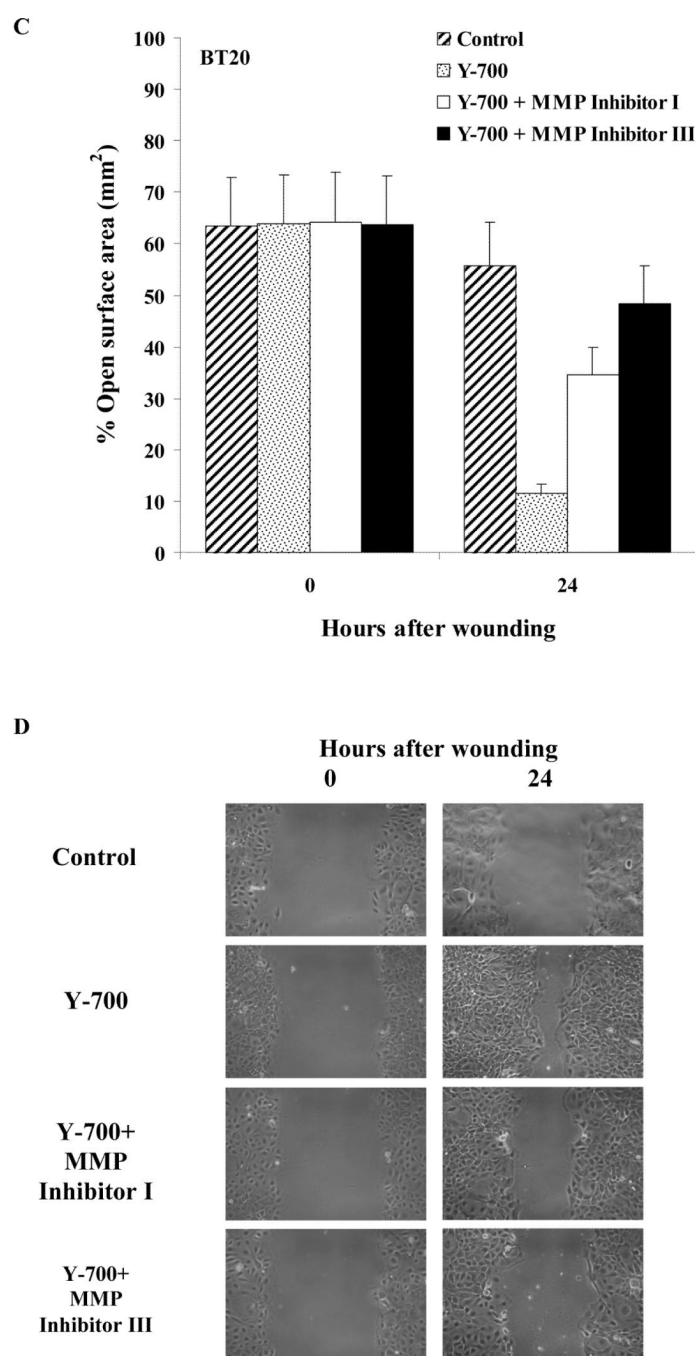 C
BT20
Control
Y-700
Y-700 + MMP Inhibitor I
Y-700 + MMP Inhibitor III
100
90
80
70
60
50
40
30
20
10
0
% Open surface area (mm²)
0
24
Hours after wounding
D
Hours after wounding
0
24
Control
Y-700
Y-700+
MMP
Inhibitor I
Y-700+
MMP
Inhibitor III